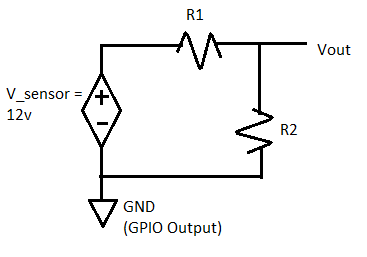 R1
Vout
V_sensor =
12v
+
-
R2
GND
(GPIO Output)